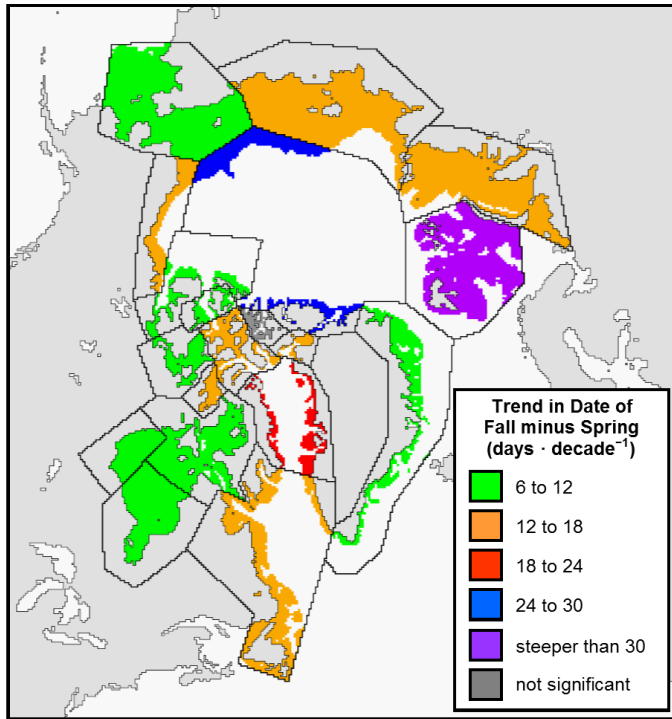 Trend in Date of
Fall minus Spring
(days · decade⁻¹)
6 to 12
12 to 18
18 to 24
24 to 30
steeper than 30
not significant